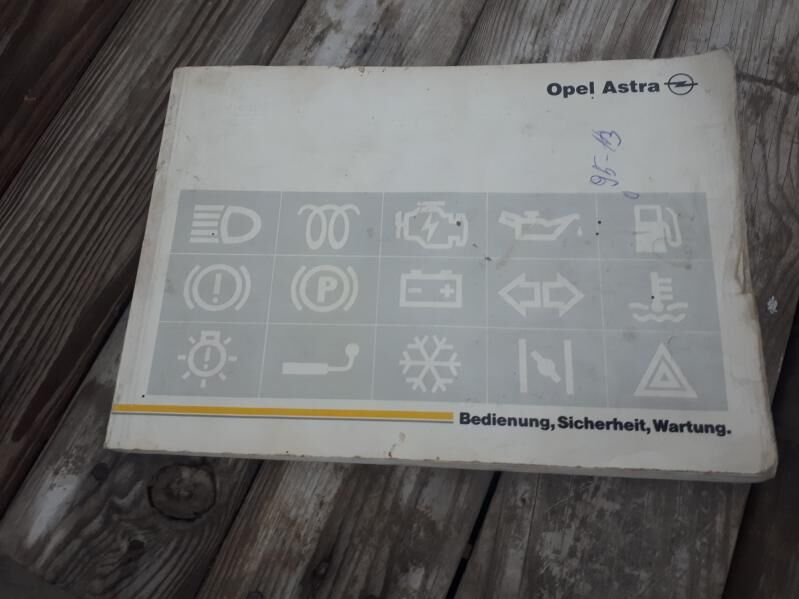 Opel Astra
95-13
P
Bedienung, Sicherheit, Wartung.